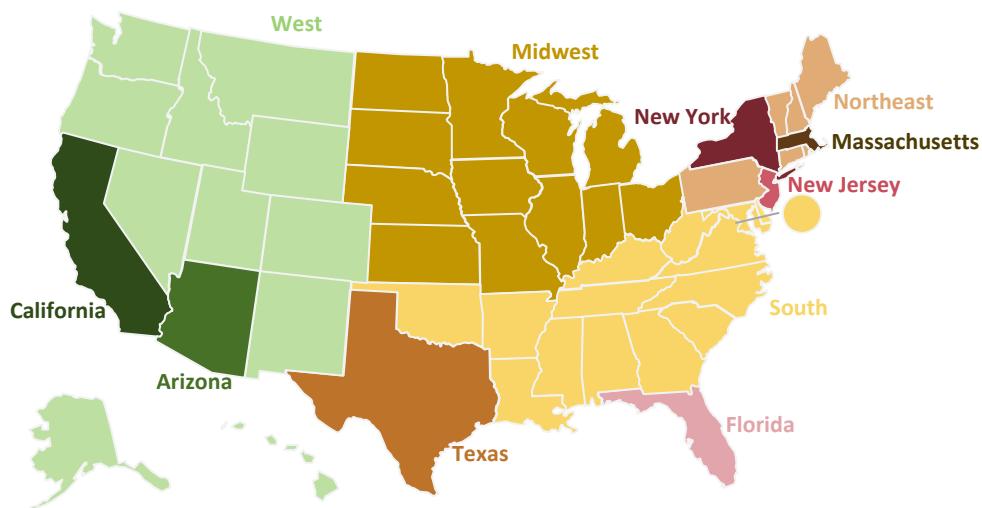 West
Midwest
New York
Northeast
Massachusetts
New Jersey
California
South
Arizona
Florida
Texas